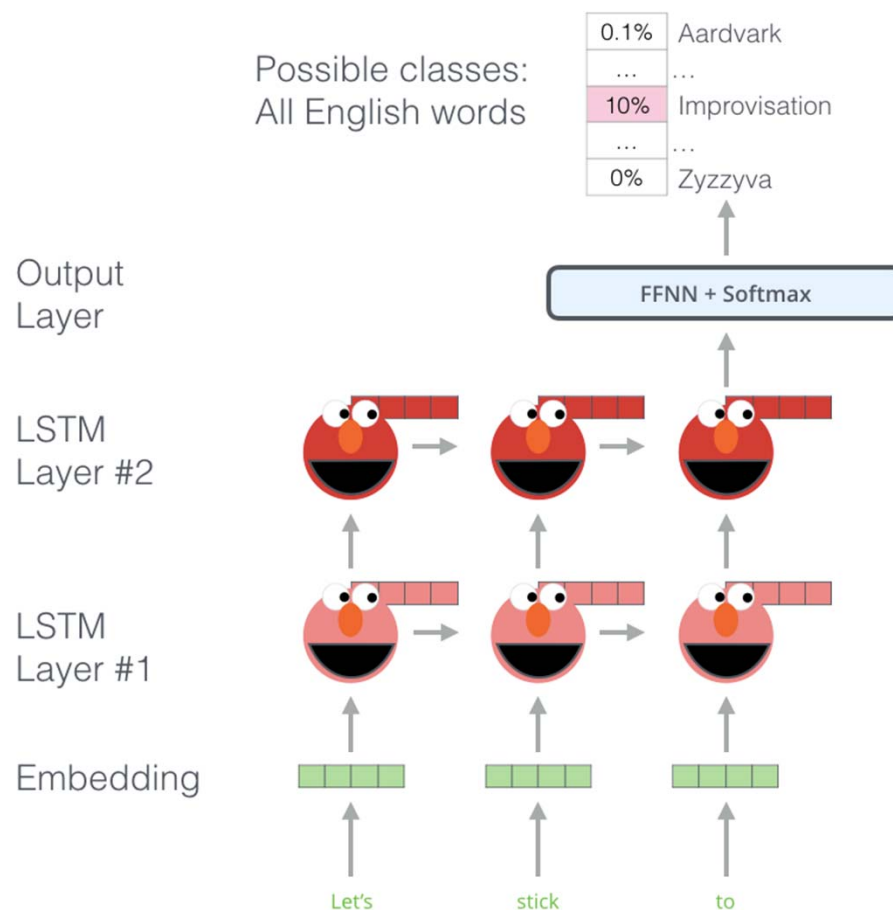 Possible classes:
All English words
0.1% Aardvark
... ...
10% Improvisation
... ...
0% Zyzzyva
Output
Layer
FFNN + Softmax
LSTM
Layer #2
LSTM
Layer #1
Embedding
Let's stick to